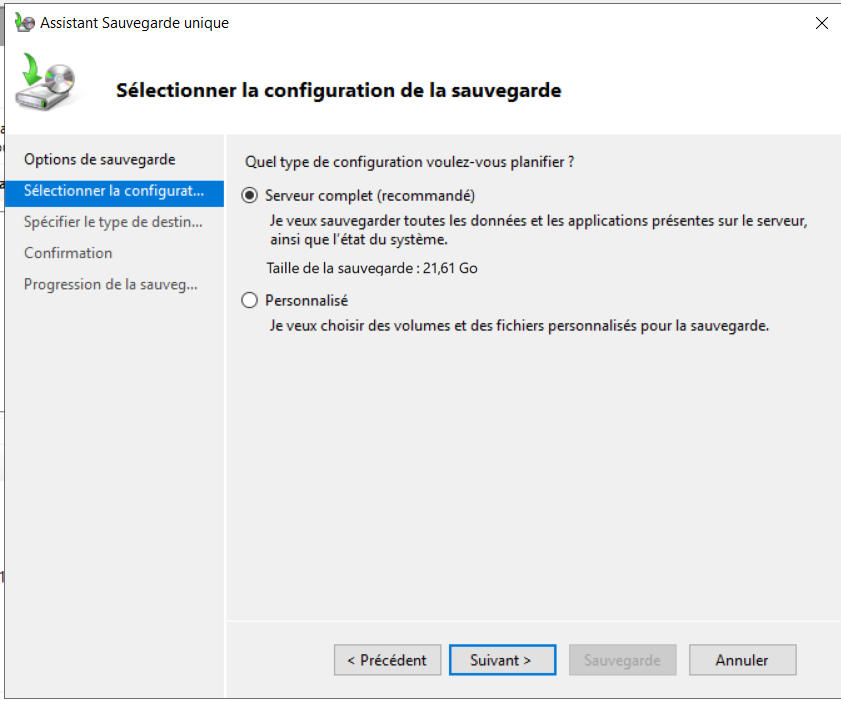 Assistant Sauvegarde unique
Sélectionner la configuration de la sauvegarde
Options de sauvegarde
Sélectionner la configurat...
Spécifier le type de destin...
Confirmation
Progression de la sauveg...
Quel type de configuration voulez-vous planifier ?
Serveur complet (recommandé)
Je veux sauvegarder toutes les données et les applications présentes sur le serveur,
ainsi que l'état du système.
Taille de la sauvegarde : 21,61 Go
Personnalisé
Je veux choisir des volumes et des fichiers personnalisés pour la sauvegarde.
< Précédent
Suivant >
Sauvegarde
Annuler